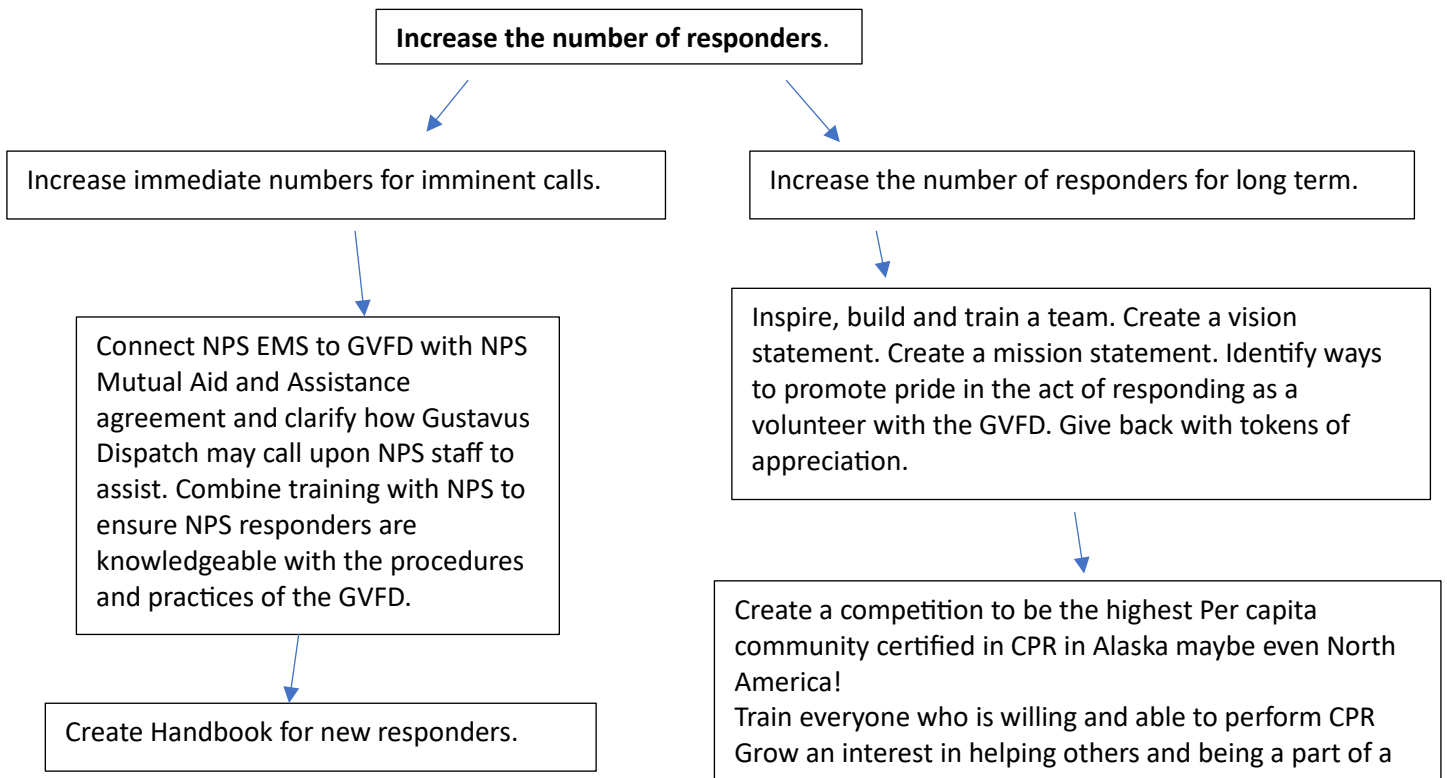 Increase the number of responders.
Increase immediate numbers for imminent calls.
Increase the number of responders for long term.
Connect NPS EMS to GVFD with NPS
Mutual Aid and Assistance
agreement and clarify how Gustavus
Dispatch may call upon NPS staff to
assist. Combine training with NPS to
ensure NPS responders are
knowledgeable with the procedures
and practices of the GVFD.
Inspire, build and train a team. Create a vision
statement. Create a mission statement. Identify ways
to promote pride in the act of responding as a
volunteer with the GVFD. Give back with tokens of
appreciation.
Create Handbook for new responders.
Create a competition to be the highest Per capita
community certified in CPR in Alaska maybe even North
America!
Train everyone who is willing and able to perform CPR
Grow an interest in helping others and being a part of a